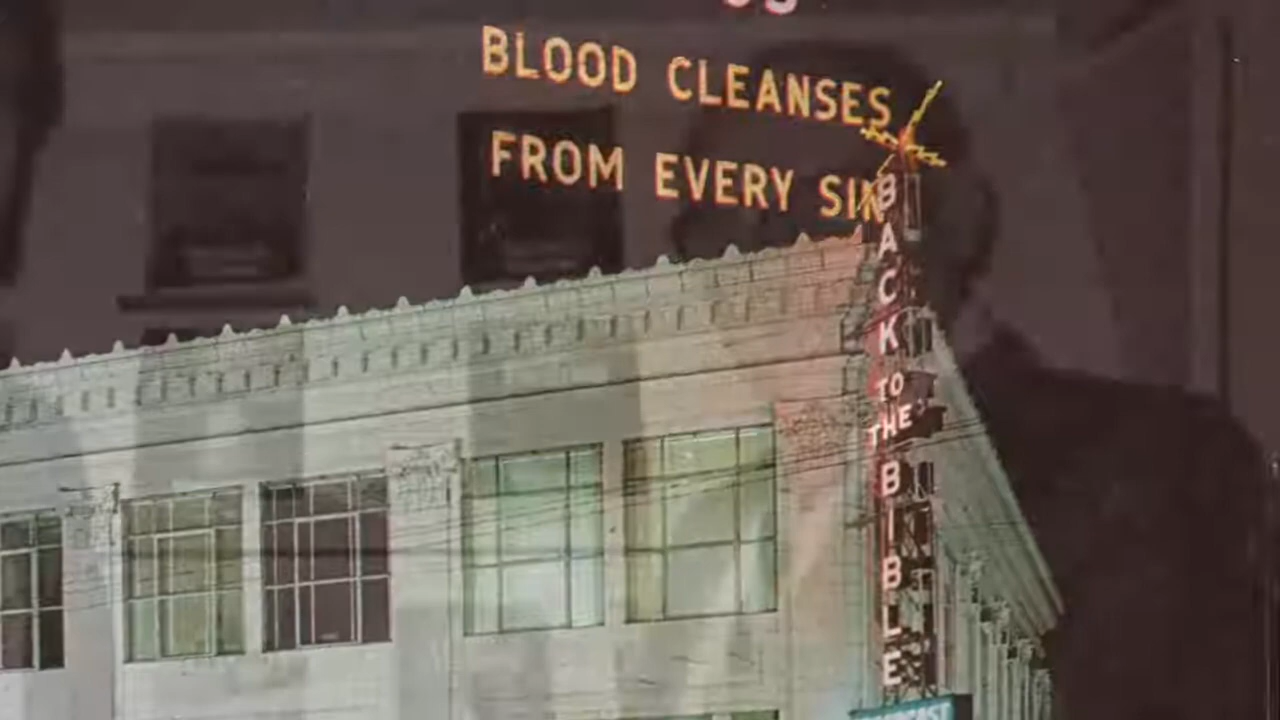 BLOOD CLEANSES
FROM EVERY SIN
BACK
TO
THE
BIBLE